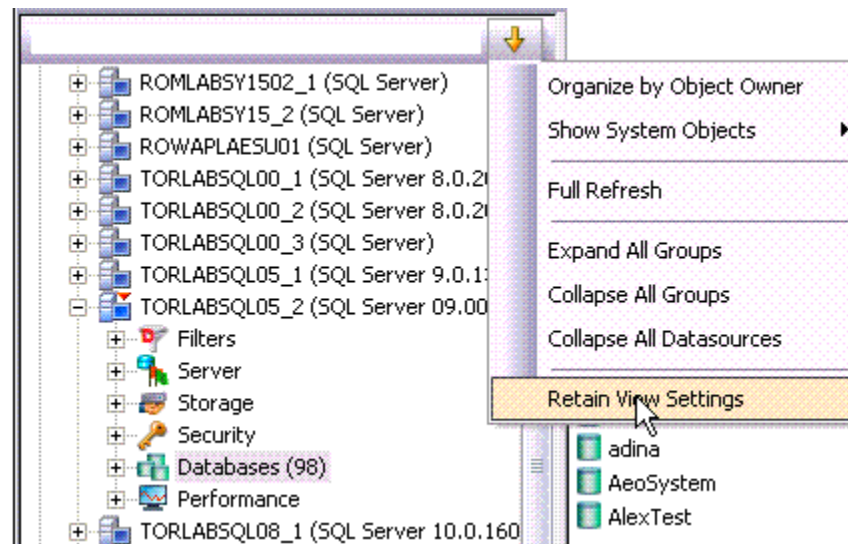 ROMLABSY1502_1 (SQL Server)
ROMLABSY15_2 (SQL Server)
ROWAPLAESU01 (SQL Server)
TORLABSQL00_1 (SQL Server 8.0.2
TORLABSQL00_2 (SQL Server 8.0.2
TORLABSQL00_3 (SQL Server)
TORLABSQL05_1 (SQL Server 9.0.1
TORLABSQL05_2 (SQL Server 09.00
Filters
Server
Storage
Security
Databases (98)
Performance
TORLABSQL08_1 (SQL Server 10.0.160
Organize by Object Owner
Show System Objects
Full Refresh
Expand All Groups
Collapse All Groups
Collapse All Datasources
Retain View Settings
adina
AeoSystem
AlexTest